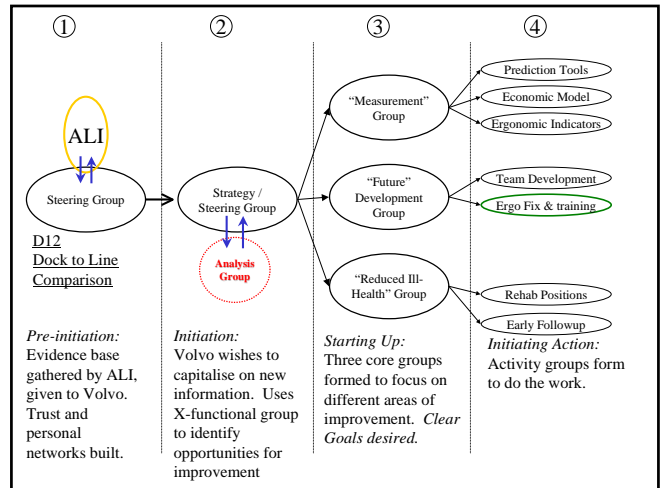 1
2
3
4
ALI
Steering Group
D12
Dock to Line
Comparison
Strategy /
Steering Group
Analysis
Group
“Measurement”
Group
“Future”
Development
Group
“Reduced Ill-
Health” Group
Prediction Tools
Economic Model
Ergonomic Indicators
Team Development
Ergo Fix & training
Rehab Positions
Early Followup
Pre-initiation:
Evidence base
gathered by ALI,
given to Volvo.
Trust and
personal
networks built.
Initiation:
Volvo wishes to
capitalise on new
information. Uses
X-functional group
to identify
opportunities for
improvement
Starting Up:
Three core groups
formed to focus on
different areas of
improvement. Clear
Goals desired.
Initiating Action:
Activity groups form
to do the work.